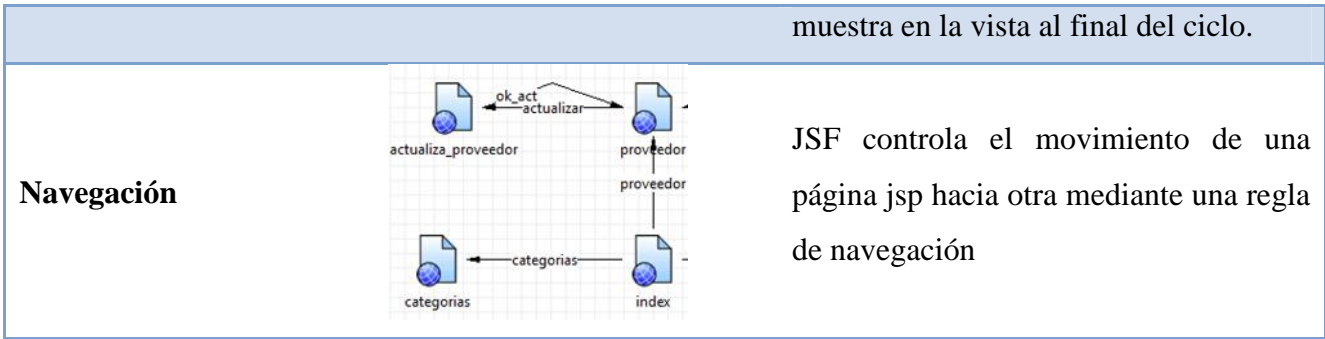 muestra en la vista al final del ciclo.
Navegación
ok_act
actualizar
actualiza_proveedor
proveedor
proveedor
categorias
categorias
index
JSF controla el movimiento de una
página jsp hacia otra mediante una regla
de navegación